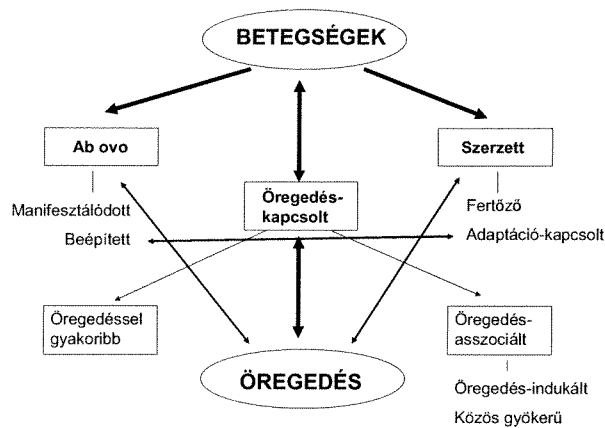 BETEGSÉGEK
Ab ovo
Szerzett
Öregedés-
kapcsolt
Manifesztálódott
Beépített
Fertőző
Adaptáció-kapcsolt
Öregedéssel
gyakoribb
Öregedés-
asszociált
ÖREGEDÉS
Öregedés-indukált
Közös gyökerű